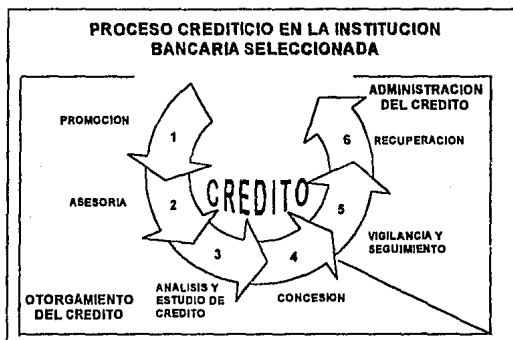 PROCESO CREDITICIO EN LA INSTITUCION
BANCARIA SELECCIONADA
ADMINISTRACION
DEL CREDITO
PROMOCION
1
6
RECUPERACION
CREDITO
ASESORIA
2
5
VIGILANCIA Y
SEGUIMIENTO
3
4
ANALISIS Y
ESTUDIO DE
CREDITO
CONCESION
OTORGAMIENTO
DEL CREDITO